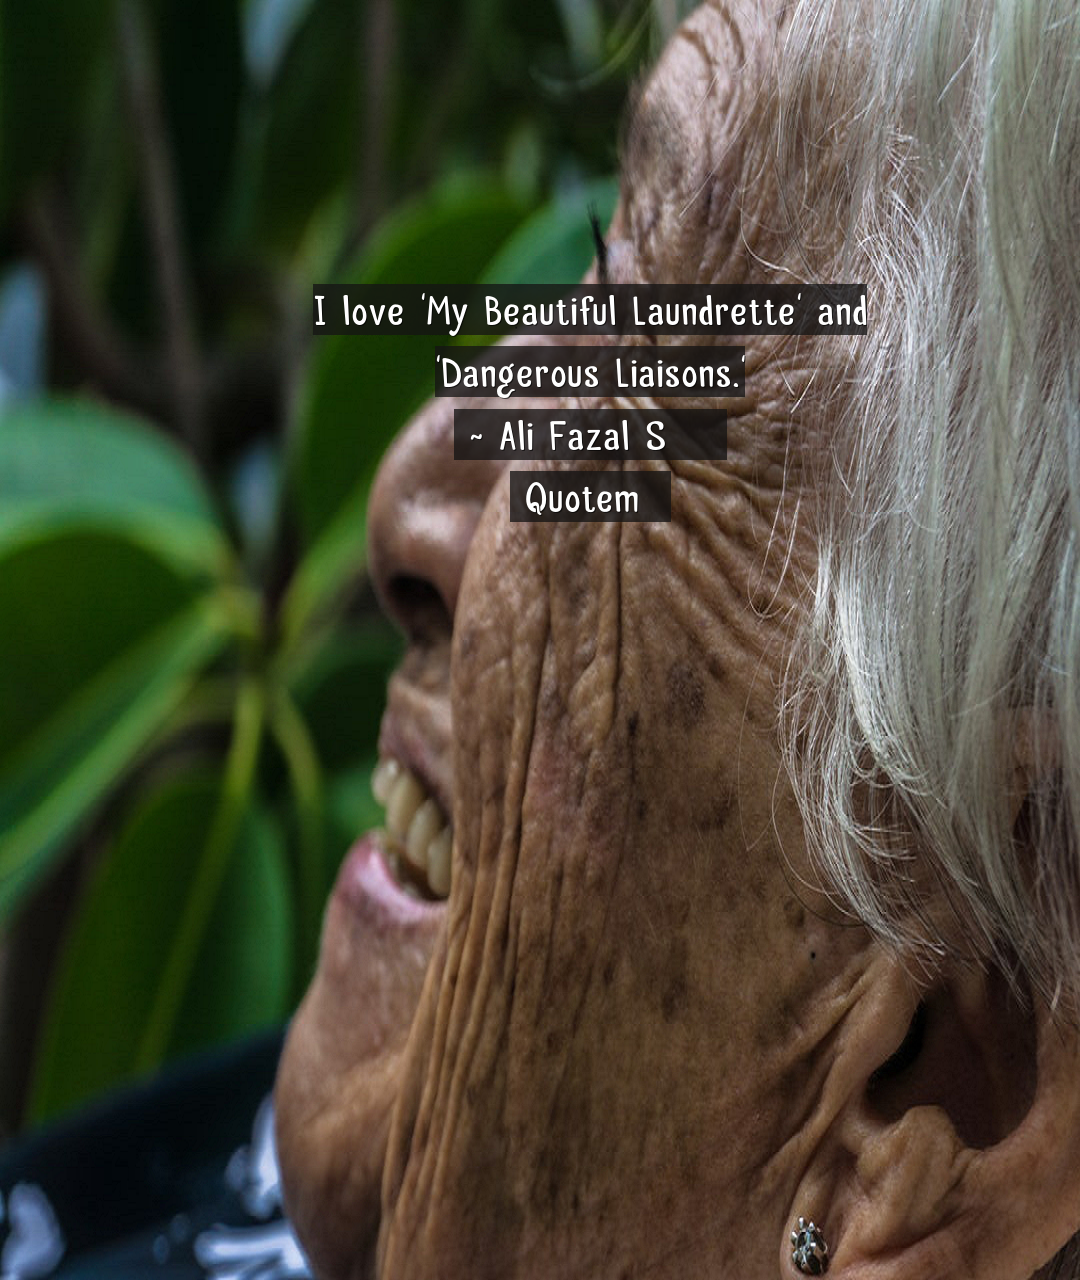 I love ‘My Beautiful Laundrette‘ and
‘Dangerous Liaisons.‘
~ Ali Fazal S
Quotem